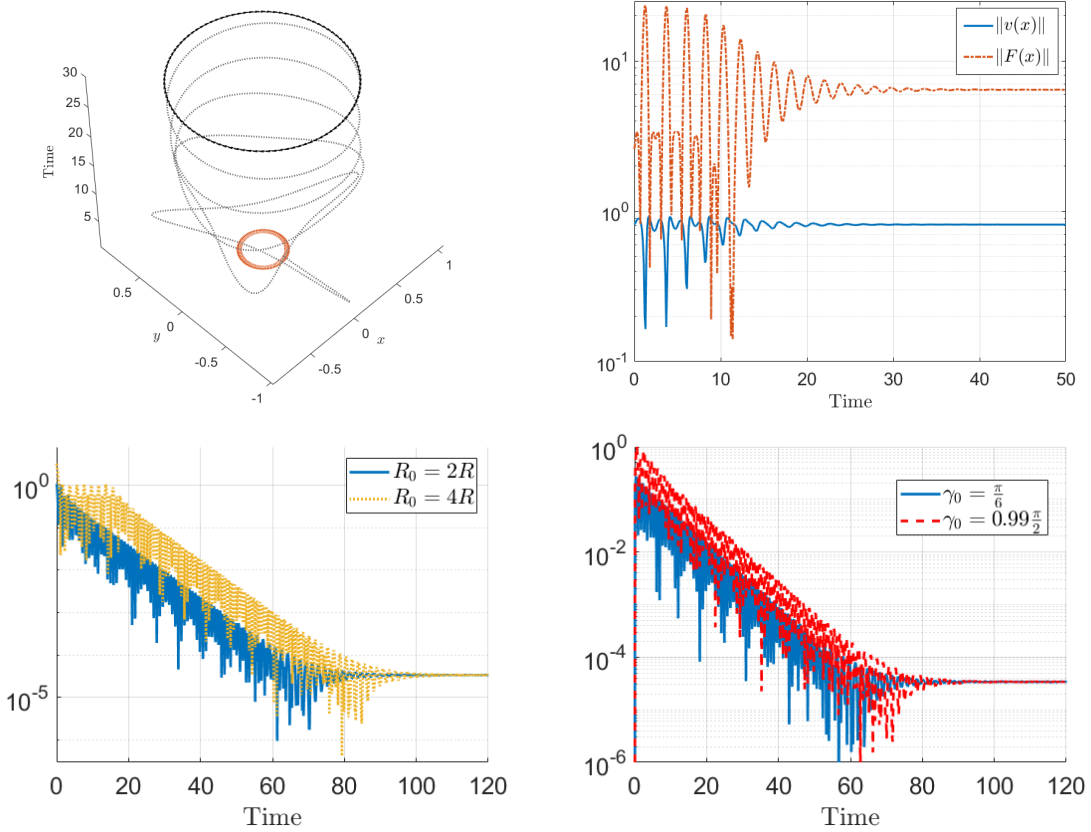 30
25
20
15
10
5
Time
0.5
0
-0.5
-1
y
-0.5
0
0.5
1
x
10^1
10^0
10^-1
||v(x)||
||F(x)||
0 10 20 30 40 50
Time
10^0
10^-5
R_0 = 2R
R_0 = 4R
0 20 40 60 80 100 120
Time
10^0
10^-2
10^-4
10^-6
γ_0 = π/6
γ_0 = 0.99 π/2
0 20 40 60 80 100 120
Time